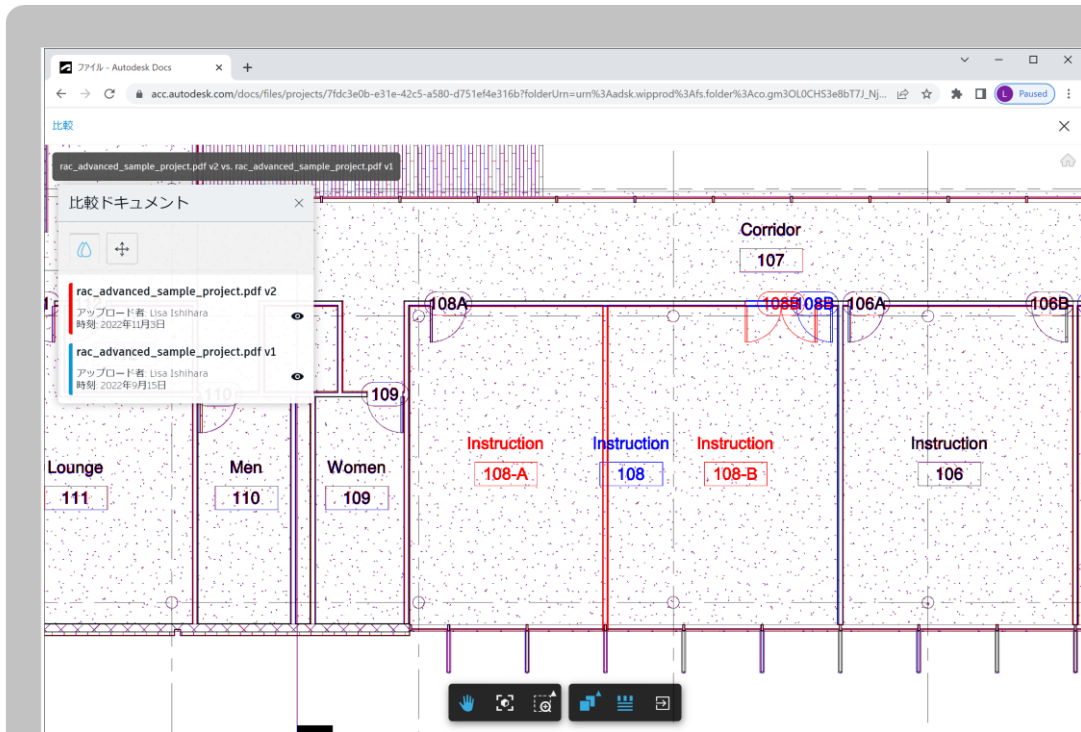 ファイル - Autodesk Docs
acc.autodesk.com/docs/files/projects/7fdc3e0b-e31e-42c5-a580-d751ef4e316b?folderUrn=urn%3Aadsk.wipprod%3Afs.folder%3Aco.gm3OL0CHS3e8bT7J_Nj...
L Paused
比較
rac_advanced_sample_project.pdf v2 vs. rac_advanced_sample_project.pdf v1
比較ドキュメント
rac_advanced_sample_project.pdf v2
アップロード者 Lisa Ishihara
時刻: 2022年11月3日
rac_advanced_sample_project.pdf v1
アップロード者 Lisa Ishihara
時刻: 2022年9月15日
Corridor
107
108A
108B
108B
106A
106B
110
109
Lounge
111
Men
110
Women
109
Instruction
108-A
Instruction
108
Instruction
108-B
Instruction
106